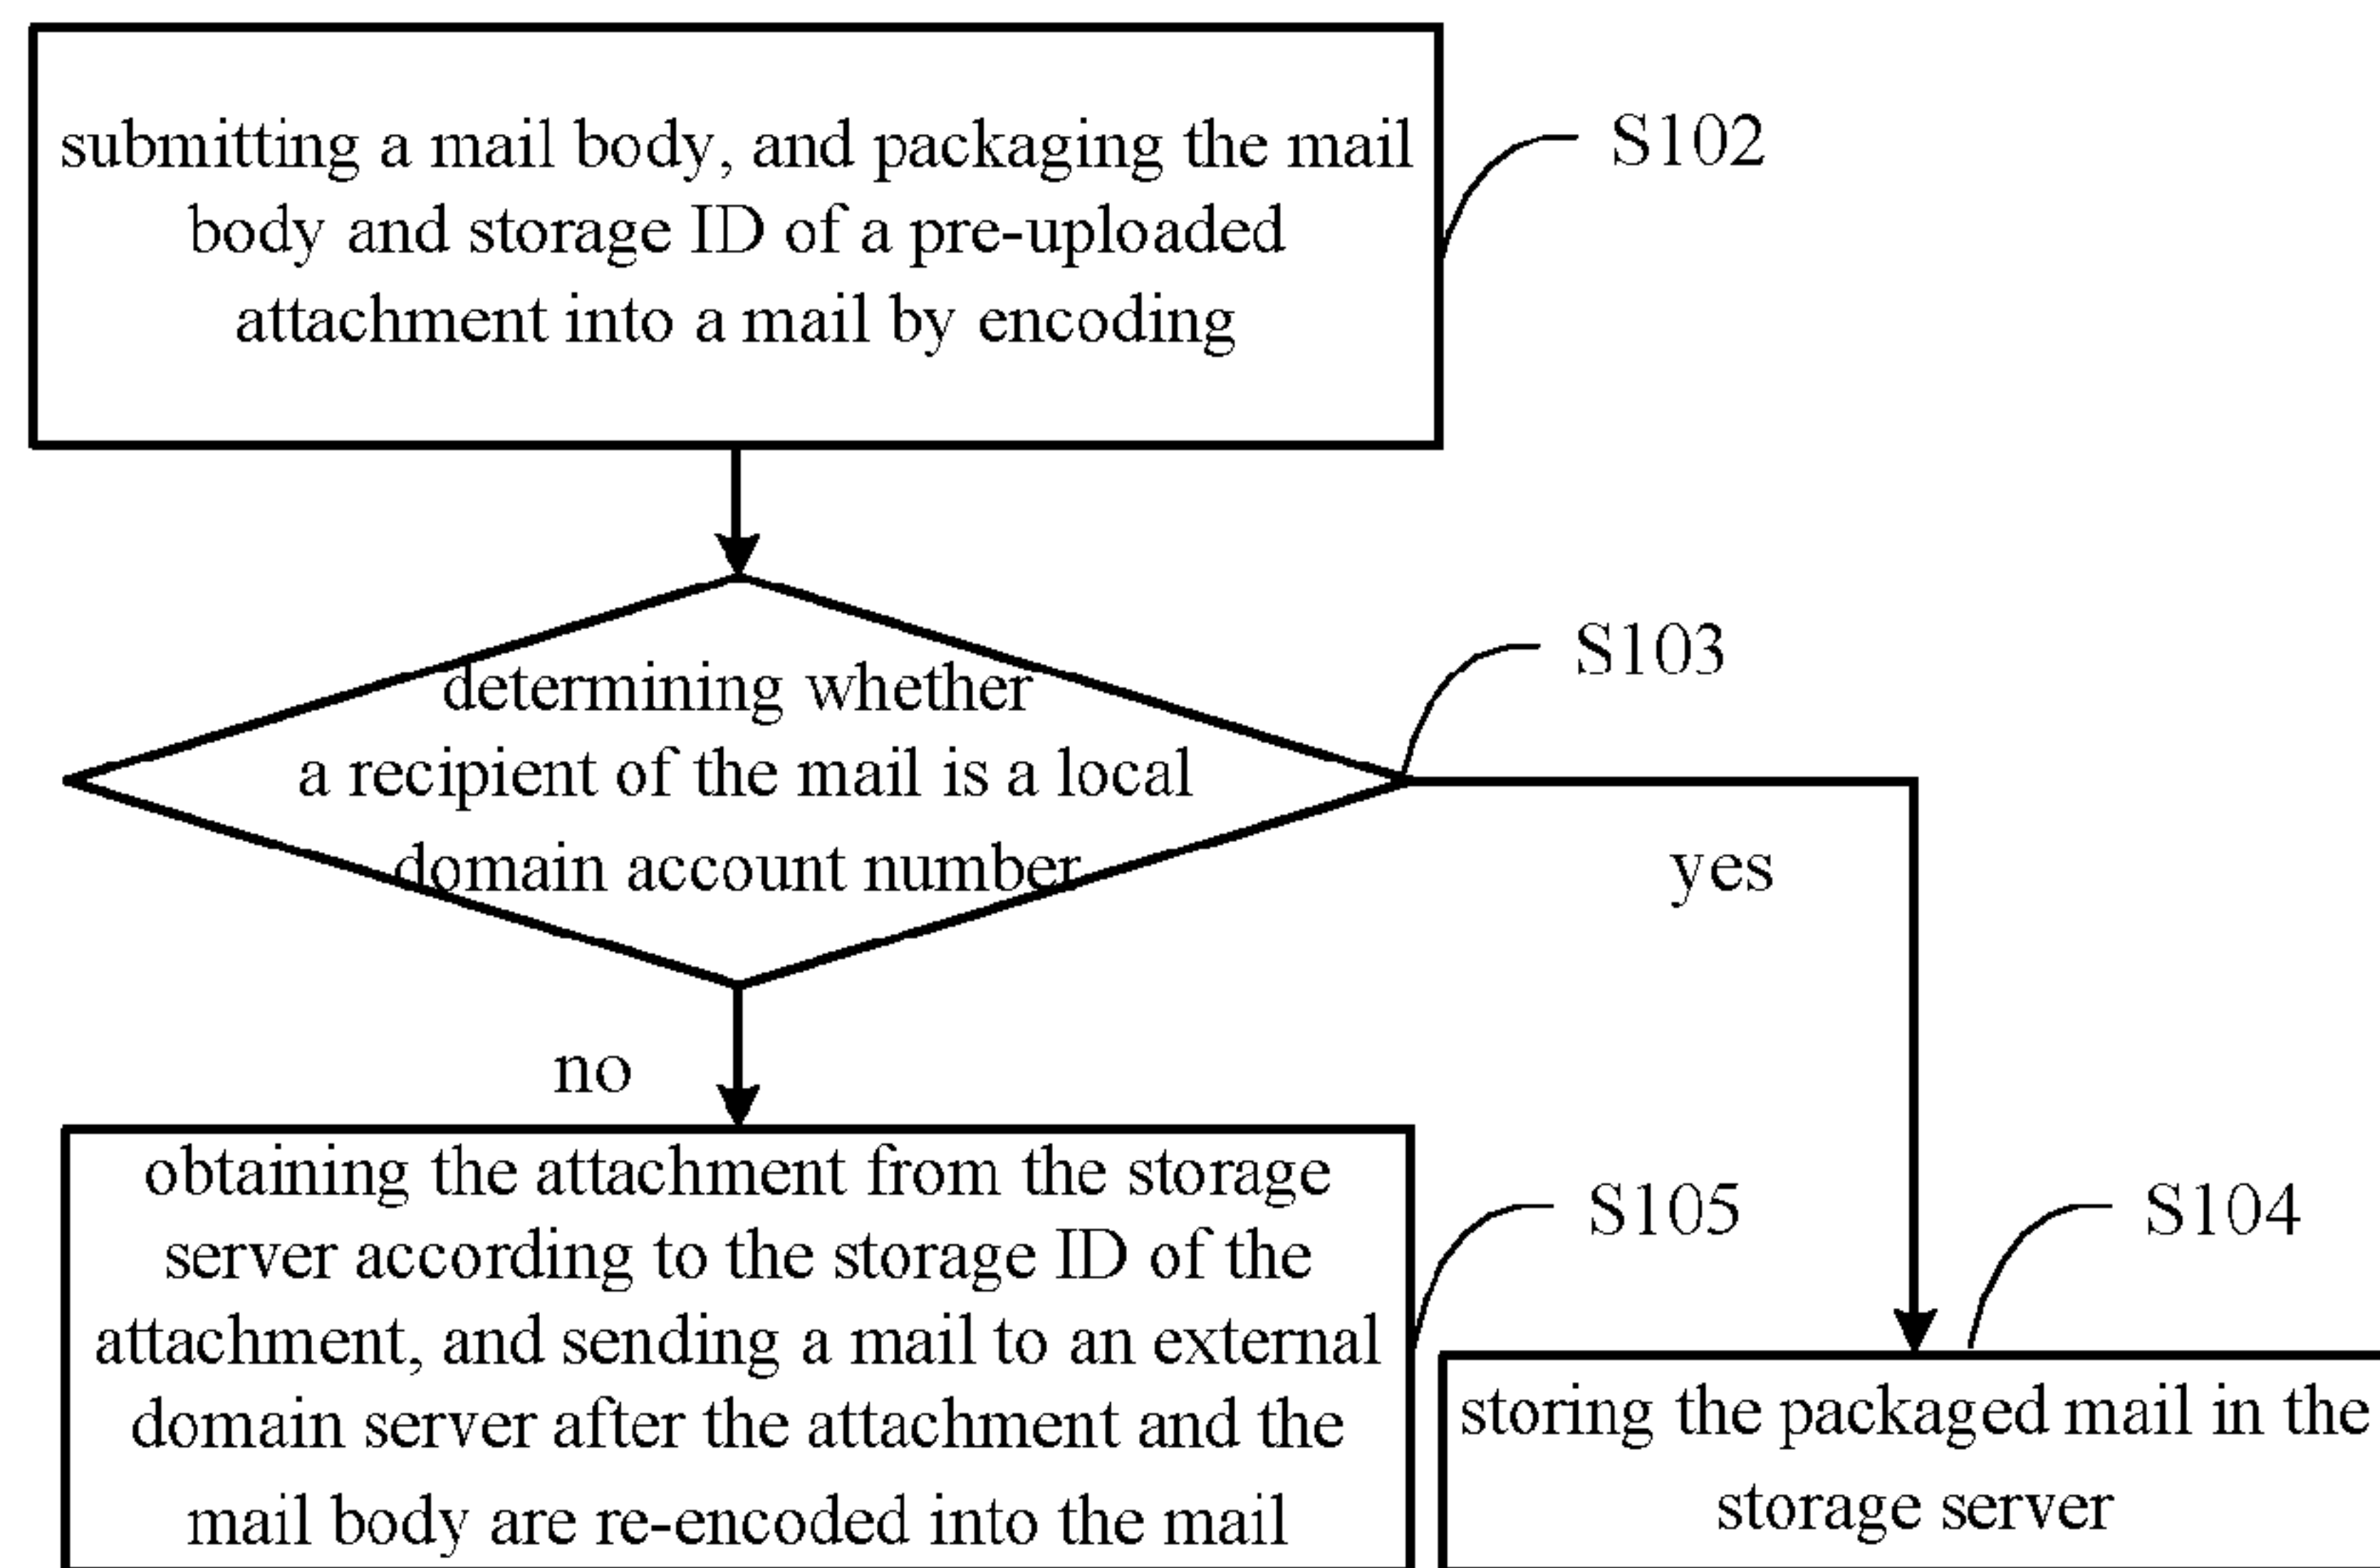 submitting a mail body, and packaging the mail
body and storage ID of a pre-uploaded
attachment into a mail by encoding
S102
determining whether
a recipient of the mail is a local
domain account number
S103
yes
no
obtaining the attachment from the storage
server according to the storage ID of the
attachment, and sending a mail to an external
domain server after the attachment and the
mail body are re-encoded into the mail
S105
S104
storing the packaged mail in the
storage server